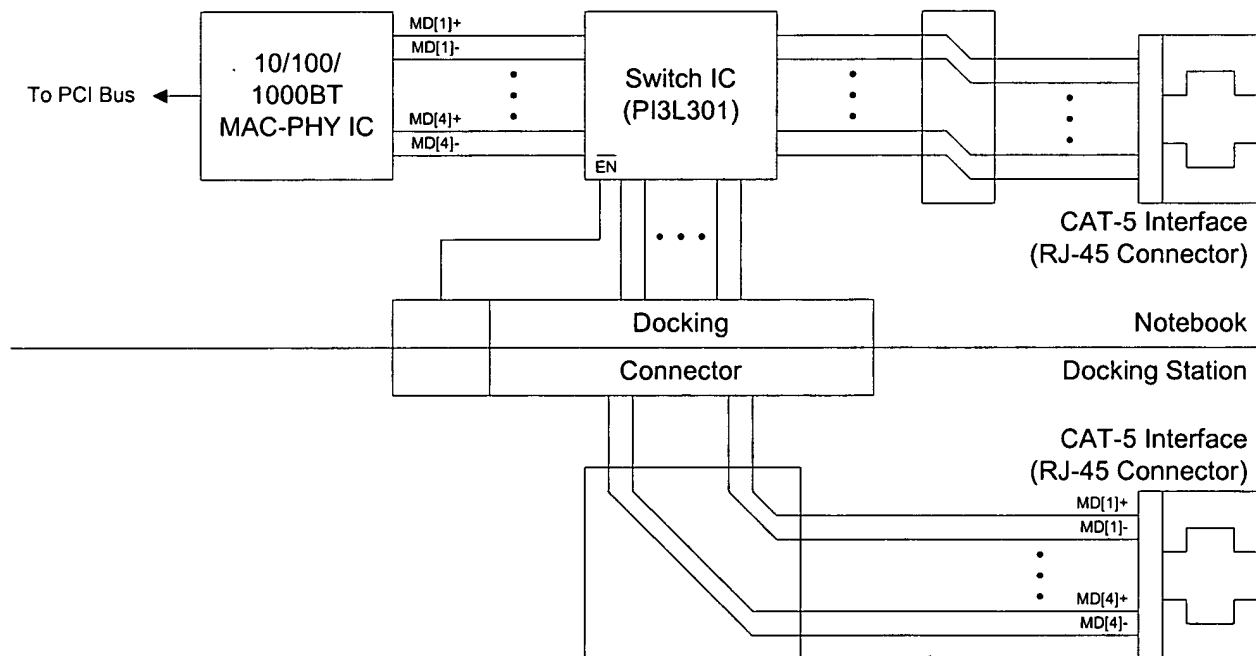 MD[1]+
MD[1]-
10/100/
1000BT
MAC-PHY IC
To PCI Bus
MD[4]+
MD[4]-
Switch IC
(PI3L301)
EN
CAT-5 Interface
(RJ-45 Connector)
Docking
Notebook
Connector
Docking Station
CAT-5 Interface
(RJ-45 Connector)
MD[1]+
MD[1]-
MD[4]+
MD[4]-